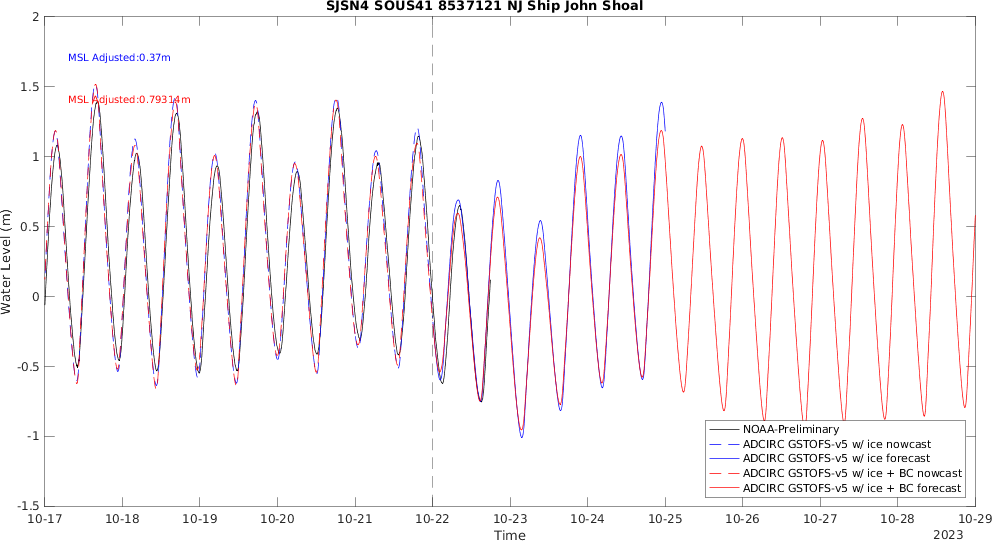 SJSN4 SOUS41 8537121 NJ Ship John Shoal
2
1.5
1
0.5
0
-0.5
-1
-1.5
Water Level (m)
MSL Adjusted:0.37m
MSL Adjusted:0.79314m
NOAA-Preliminary
ADCIRC GSTOFS-v5 w/ ice nowcast
ADCIRC GSTOFS-v5 w/ ice forecast
ADCIRC GSTOFS-v5 w/ ice + BC nowcast
ADCIRC GSTOFS-v5 w/ ice + BC forecast
10-17 10-18 10-19 10-20 10-21 10-22 10-23 10-24 10-25 10-26 10-27 10-28 10-29
Time
2023